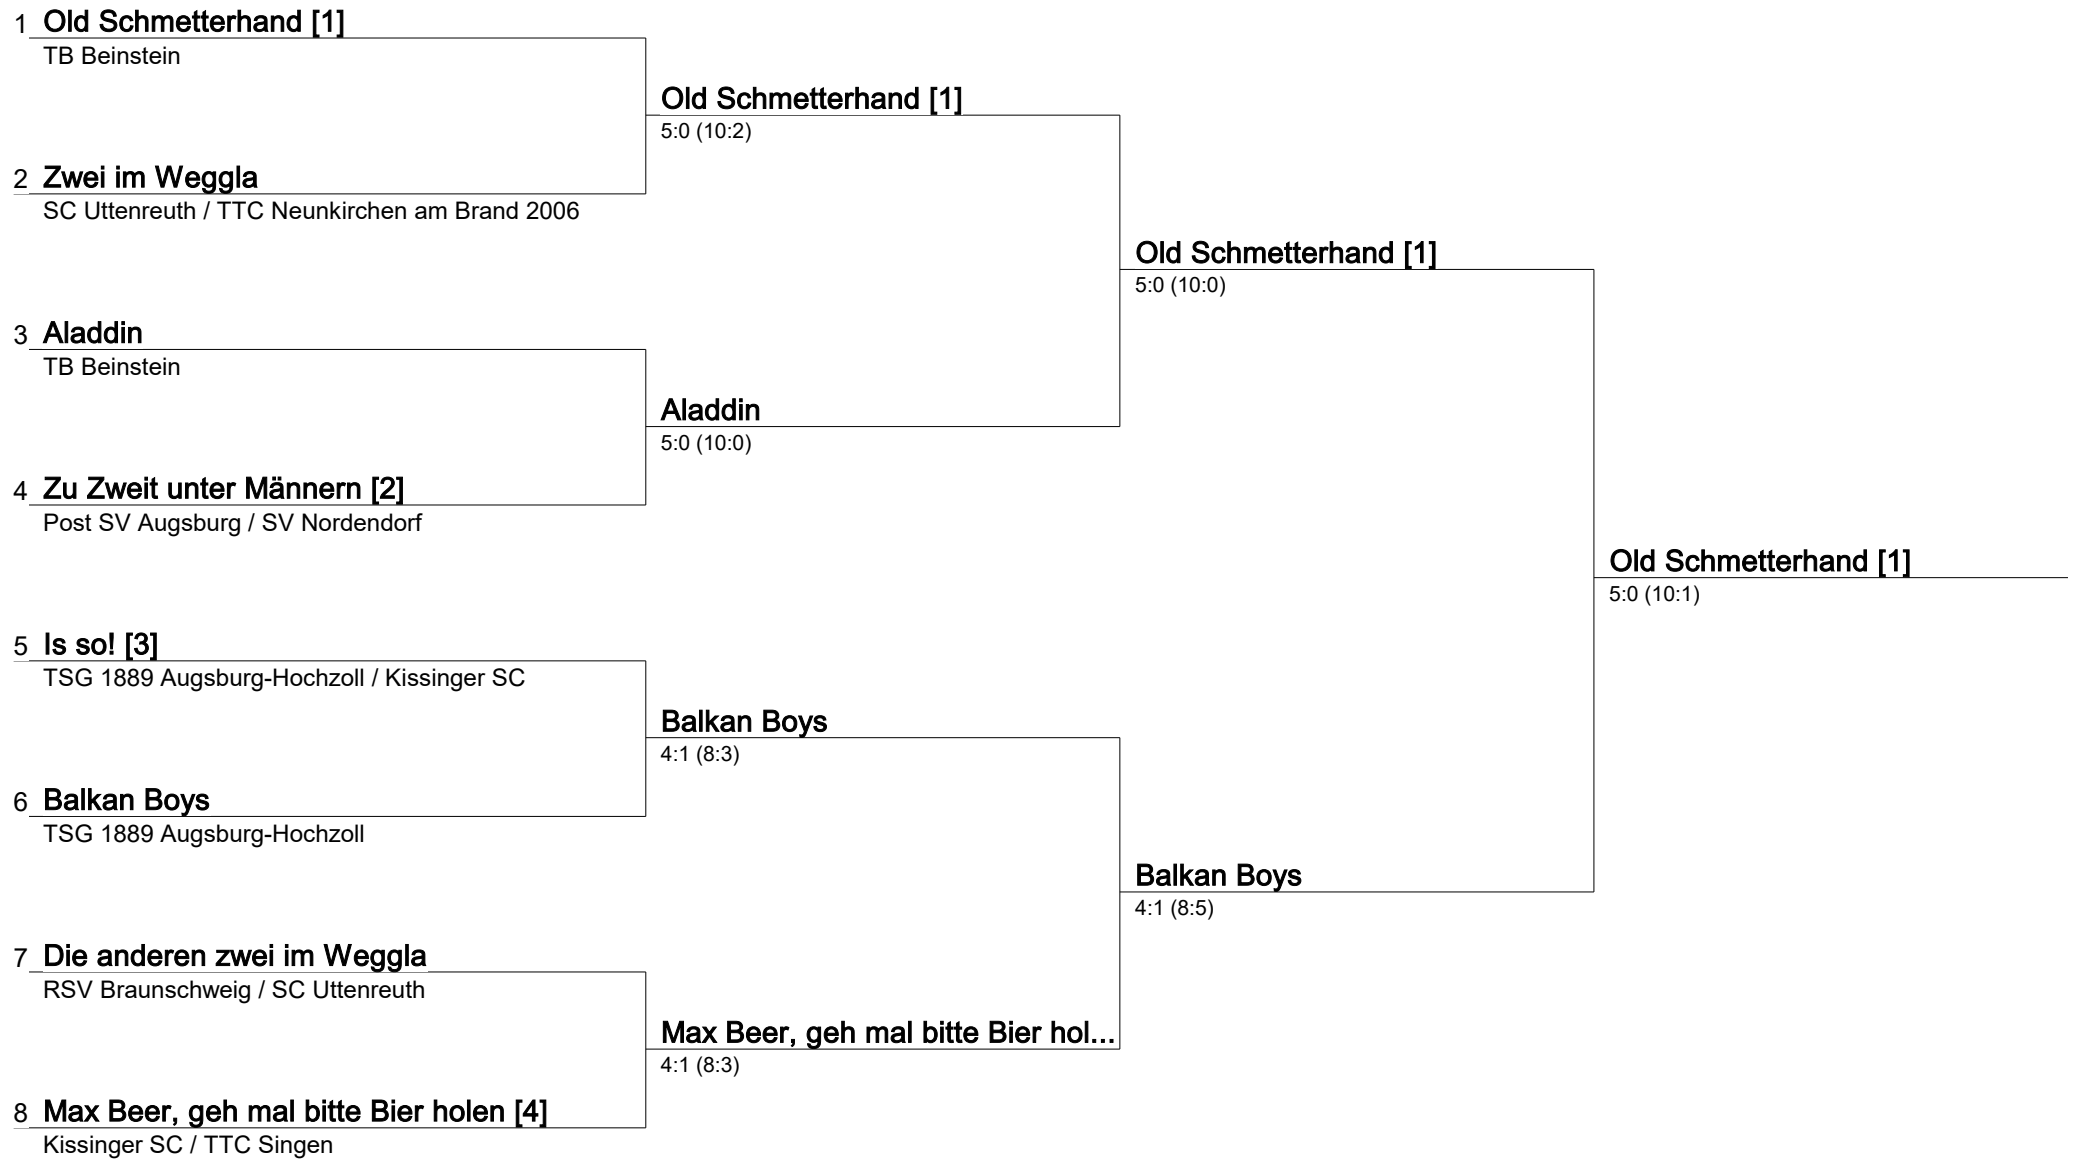 1 Old Schmetterhand [1]
TB Beinstein
Old Schmetterhand [1]
5:0 (10:2)
2 Zwei im Weggla
SC Uttenreuth / TTC Neunkirchen am Brand 2006
Old Schmetterhand [1]
5:0 (10:0)
3 Aladdin
TB Beinstein
Aladdin
5:0 (10:0)
4 Zu Zweit unter Männern [2]
Post SV Augsburg / SV Nordendorf
Old Schmetterhand [1]
5:0 (10:1)
5 Is so! [3]
TSG 1889 Augsburg-Hochzoll / Kissinger SC
Balkan Boys
4:1 (8:3)
6 Balkan Boys
TSG 1889 Augsburg-Hochzoll
Balkan Boys
4:1 (8:5)
7 Die anderen zwei im Weggla
RSV Braunschweig / SC Uttenreuth
Max Beer, geh mal bitte Bier hol...
4:1 (8:3)
8 Max Beer, geh mal bitte Bier holen [4]
Kissinger SC / TTC Singen